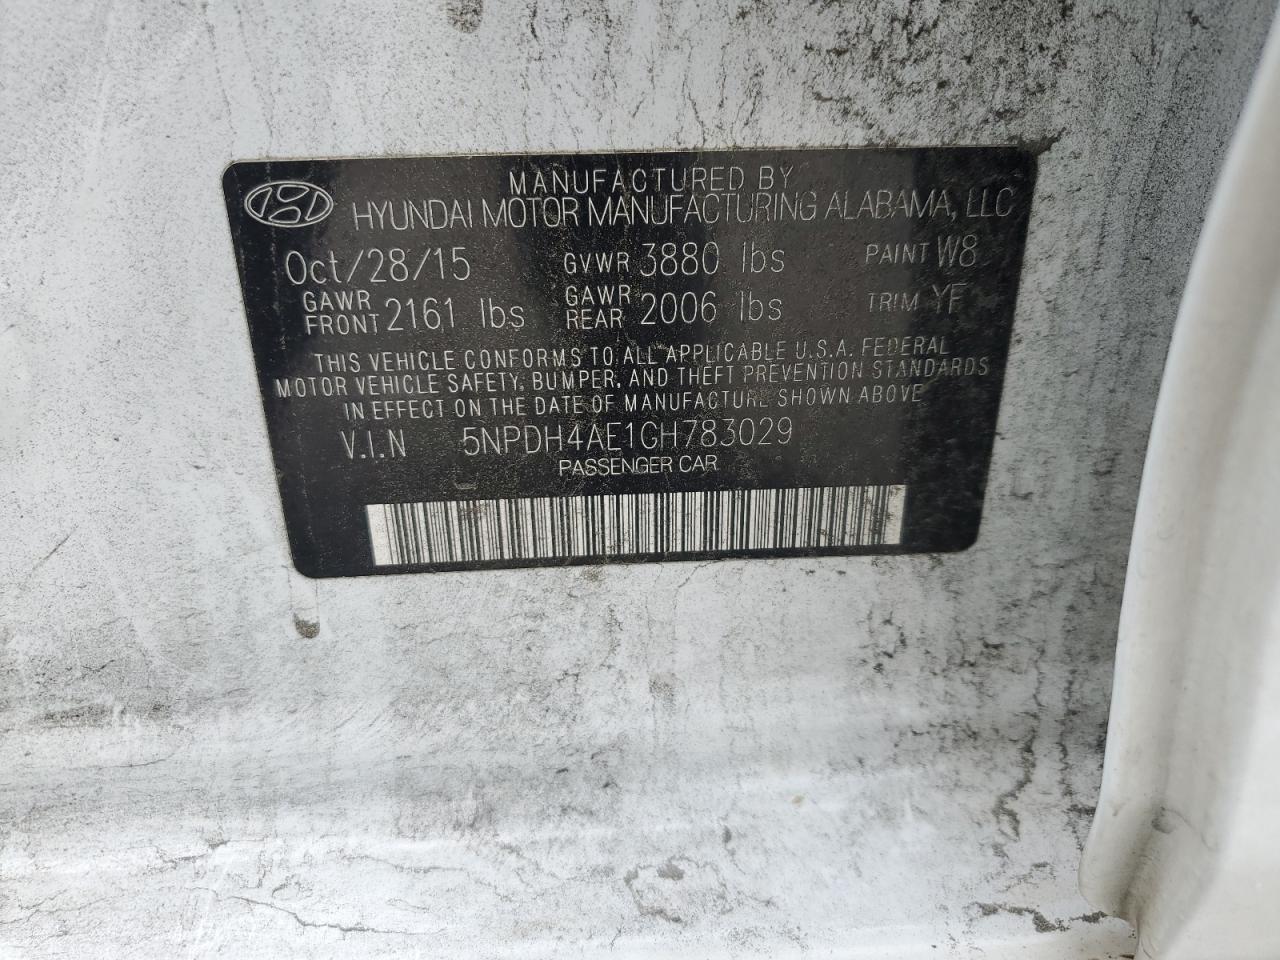 MANUFACTURED BY
HYUNDAI MOTOR MANUFACTURING ALABAMA, LLC
Oct/28/15 GVWR 3880 lbs PAINT W8
GAWR FRONT 2161 lbs GAWR REAR 2006 lbs TRIM YF
THIS VEHICLE CONFORMS TO ALL APPLICABLE U.S.A. FEDERAL
MOTOR VEHICLE SAFETY, BUMPER, AND THEFT PREVENTION STANDARDS
IN EFFECT ON THE DATE OF MANUFACTURE SHOWN ABOVE
V.I.N 5NPDH4AE1GH783029
PASSENGER CAR